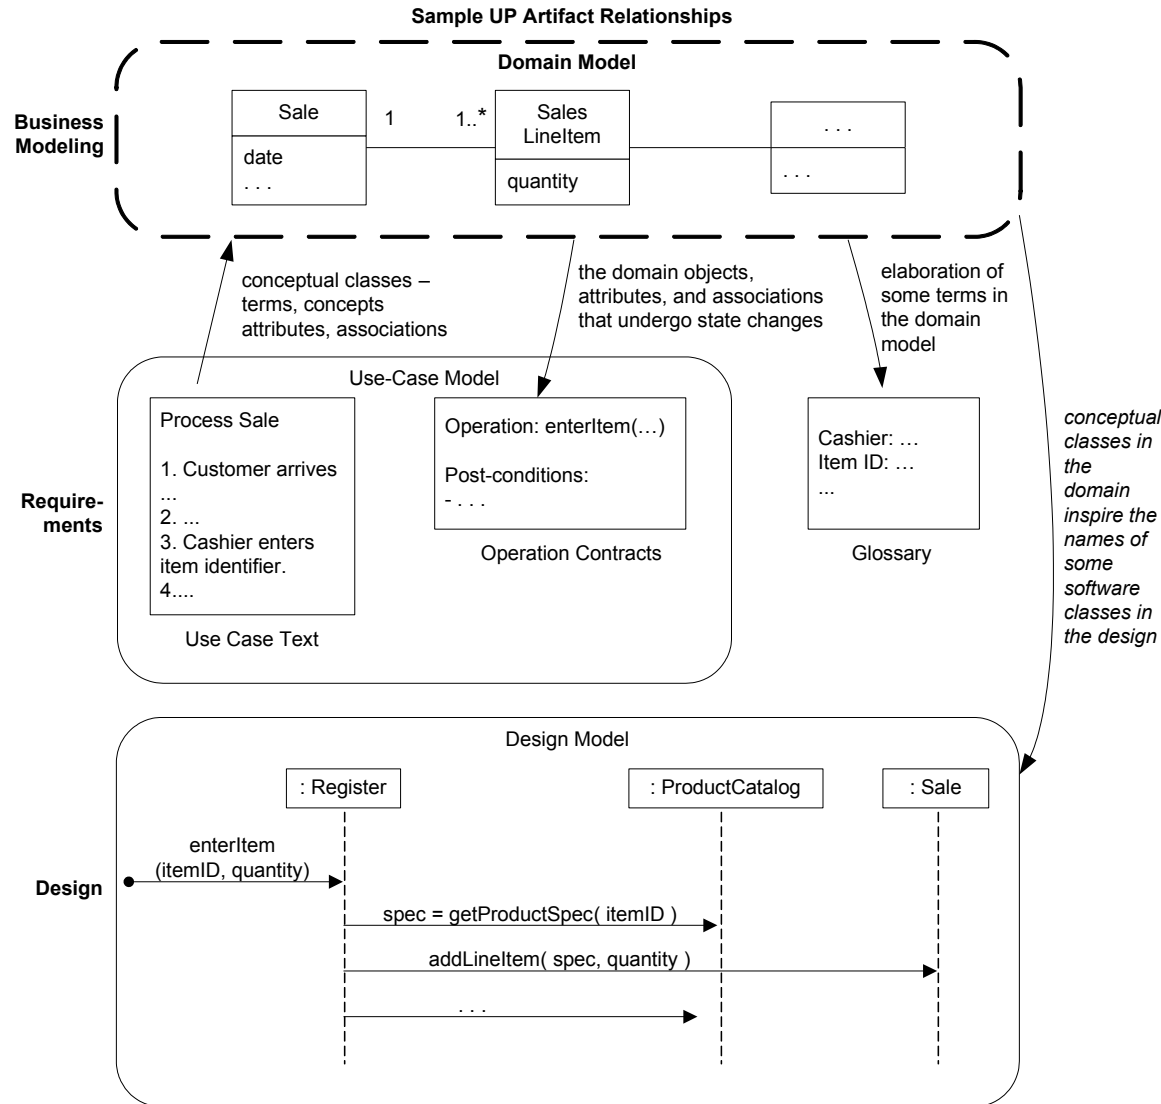 Sample UP Artifact Relationships
Domain Model
Business
Modeling
Sale
date
. . .
1
1..*
Sales
LineItem
quantity
. . .
. . .
conceptual classes –
terms, concepts
attributes, associations
the domain objects,
attributes, and associations
that undergo state changes
elaboration of
some terms in
the domain
model
conceptual
classes in
the
domain
inspire the
names of
some
software
classes in
the design
Require-
ments
Use-Case Model
Process Sale
1. Customer arrives
...
2. ...
3. Cashier enters
item identifier.
4....
Use Case Text
Operation: enterItem(…)
Post-conditions:
- . . .
Operation Contracts
Cashier: …
Item ID: …
...
Glossary
Design
Design Model
: Register
: ProductCatalog
: Sale
enterItem
(itemID, quantity)
spec = getProductSpec( itemID )
addLineItem( spec, quantity )
. . .